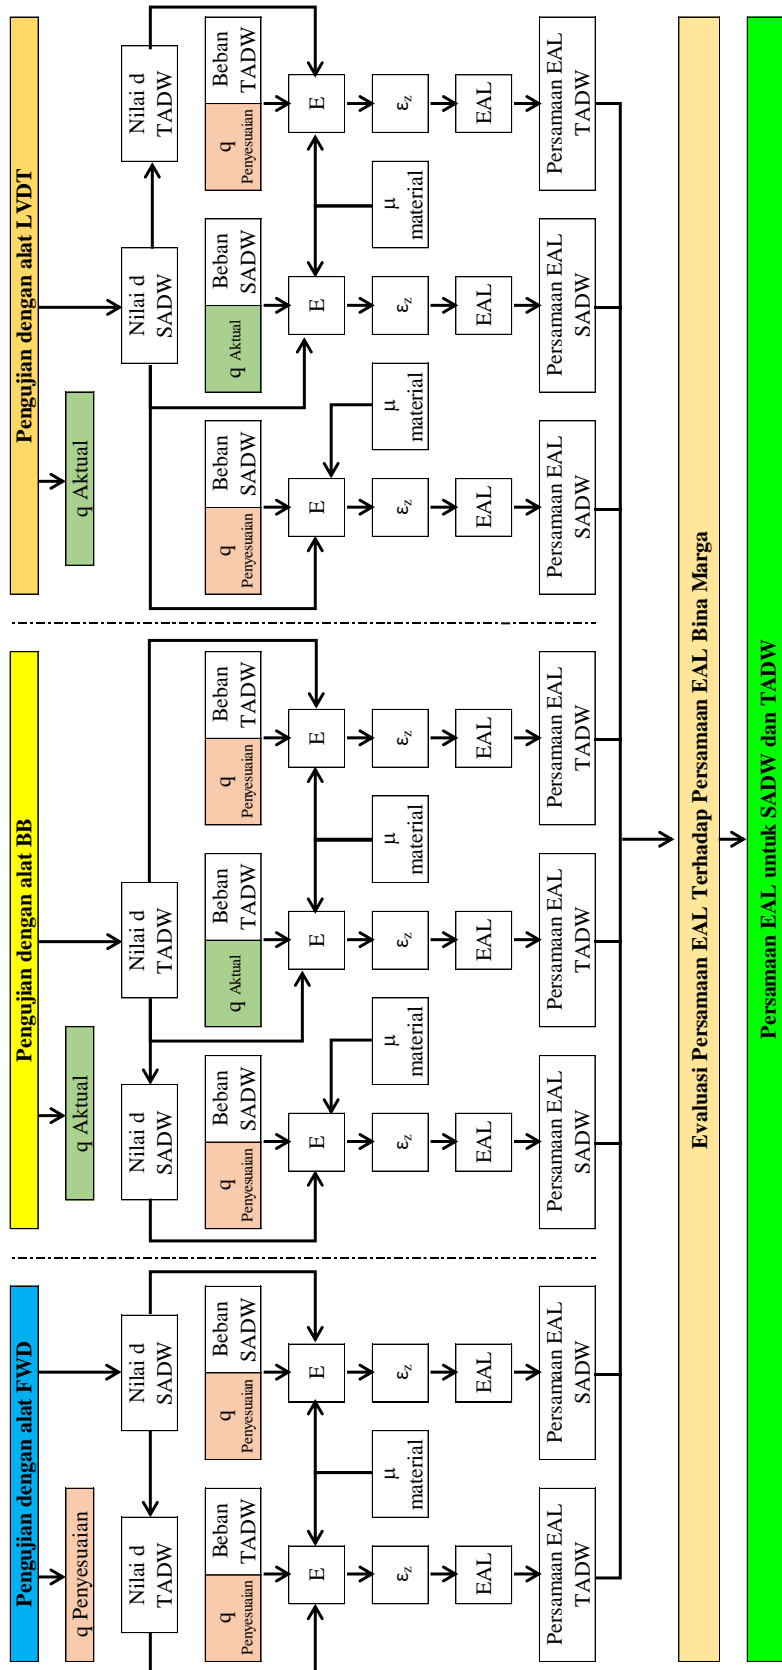 Pengujian dengan alat FWD
q Penyesuaian
Nilai d
TADW
Nilai d
SADW
q
Penyesuaian
Beban
TADW
q
Penyesuaian
Beban
SADW
E
E
μ
material
εz
εz
EAL
EAL
Persamaan EAL
TADW
Persamaan EAL
SADW
Pengujian dengan alat BB
q Aktual
Nilai d
SADW
Nilai d
TADW
q
Penyesuaian
Beban
SADW
q Aktual
Beban
TADW
q
Penyesuaian
Beban
TADW
E
E
E
μ
material
μ
material
εz
εz
εz
EAL
EAL
EAL
Persamaan EAL
SADW
Persamaan EAL
TADW
Persamaan EAL
TADW
Pengujian dengan alat LVDT
q Aktual
Nilai d
SADW
Nilai d
TADW
q
Penyesuaian
Beban
SADW
q Aktual
Beban
SADW
q
Penyesuaian
Beban
TADW
E
E
E
μ
material
μ
material
εz
εz
εz
EAL
EAL
EAL
Persamaan EAL
SADW
Persamaan EAL
SADW
Persamaan EAL
TADW
Evaluasi Persamaan EAL Terhadap Persamaan EAL Bina Marga
Persamaan EAL untuk SADW dan TADW